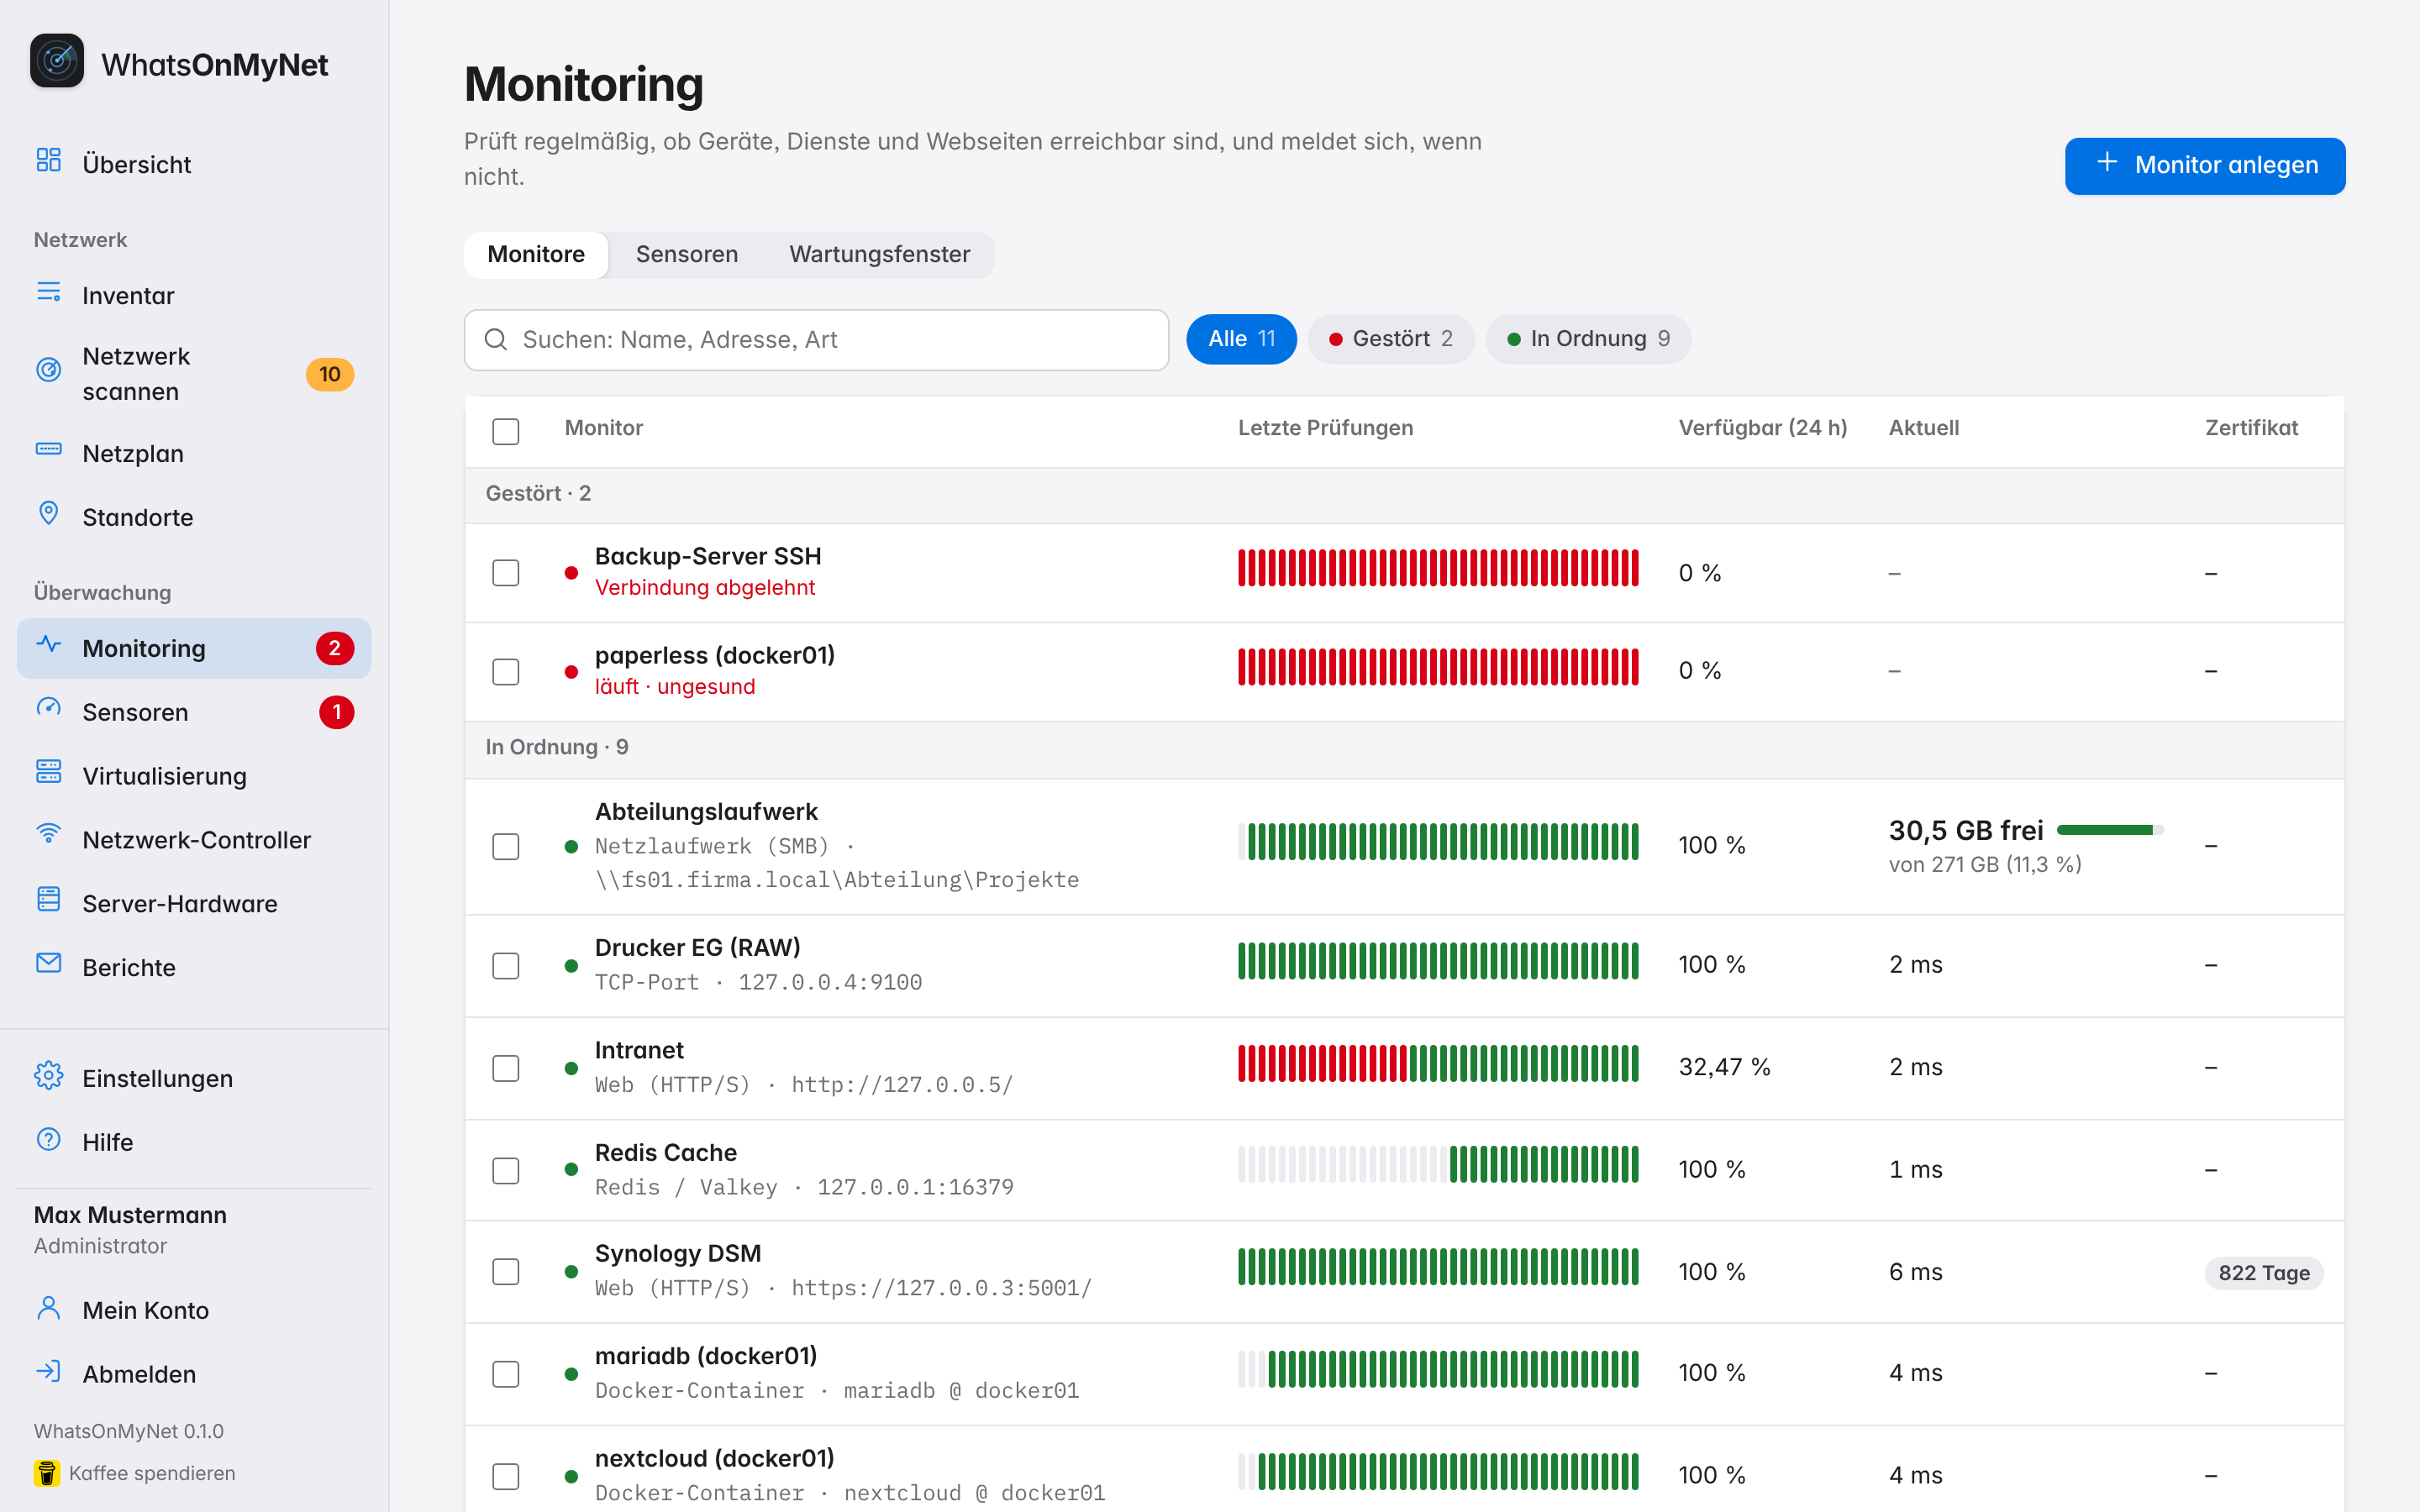 WhatsOnMyNet
Übersicht
Netzwerk
Inventar
Netzwerk
scannen
10
Netzplan
Standorte
Überwachung
Monitoring 2
Sensoren 1
Virtualisierung
Netzwerk-Controller
Server-Hardware
Berichte
Einstellungen
Hilfe
Max Mustermann
Administrator
Mein Konto
Abmelden
WhatsOnMyNet 0.1.0
Kaffee spendieren
Monitoring
Prüft regelmäßig, ob Geräte, Dienste und Webseiten erreichbar sind, und meldet sich, wenn
nicht.
Monitor anlegen
Monitore Sensoren Wartungsfenster
Suchen: Name, Adresse, Art
Alle 11 Gestört 2 In Ordnung 9
Monitor Letzte Prüfungen Verfügbar (24 h) Aktuell Zertifikat
Gestört · 2
Backup-Server SSH
Verbindung abgelehnt
0 % – –
paperless (docker01)
läuft · ungesund
0 % – –
In Ordnung · 9
Abteilungslaufwerk
Netzlaufwerk (SMB) ·
\\fs01.firma.local\Abteilung\Projekte
100 %
30,5 GB frei
von 271 GB (11,3 %)
–
Drucker EG (RAW)
TCP-Port · 127.0.0.4:9100
100 % 2 ms –
Intranet
Web (HTTP/S) · http://127.0.0.5/
32,47 % 2 ms –
Redis Cache
Redis / Valkey · 127.0.0.1:16379
100 % 1 ms –
Synology DSM
Web (HTTP/S) · https://127.0.0.3:5001/
100 % 6 ms 822 Tage
mariadb (docker01)
Docker-Container · mariadb @ docker01
100 % 4 ms –
nextcloud (docker01)
Docker-Container · nextcloud @ docker01
100 % 4 ms –